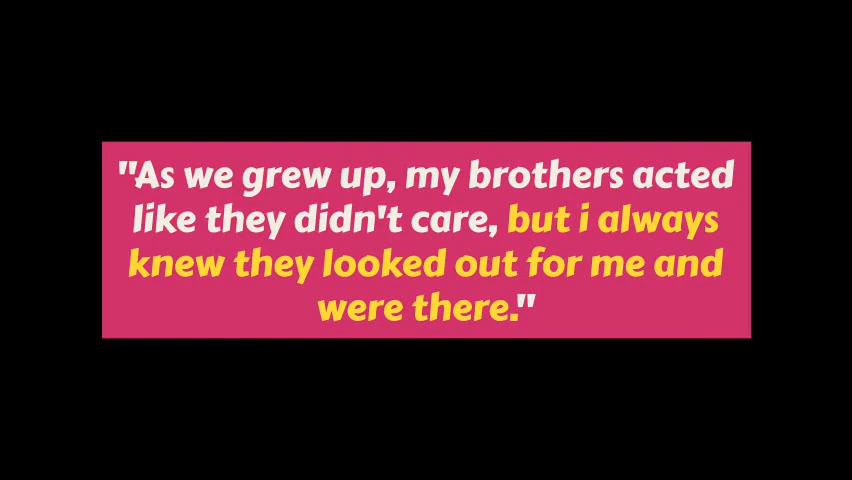 "As we grew up, my brothers acted
like they didn't care, but i always
knew they looked out for me and
were there."